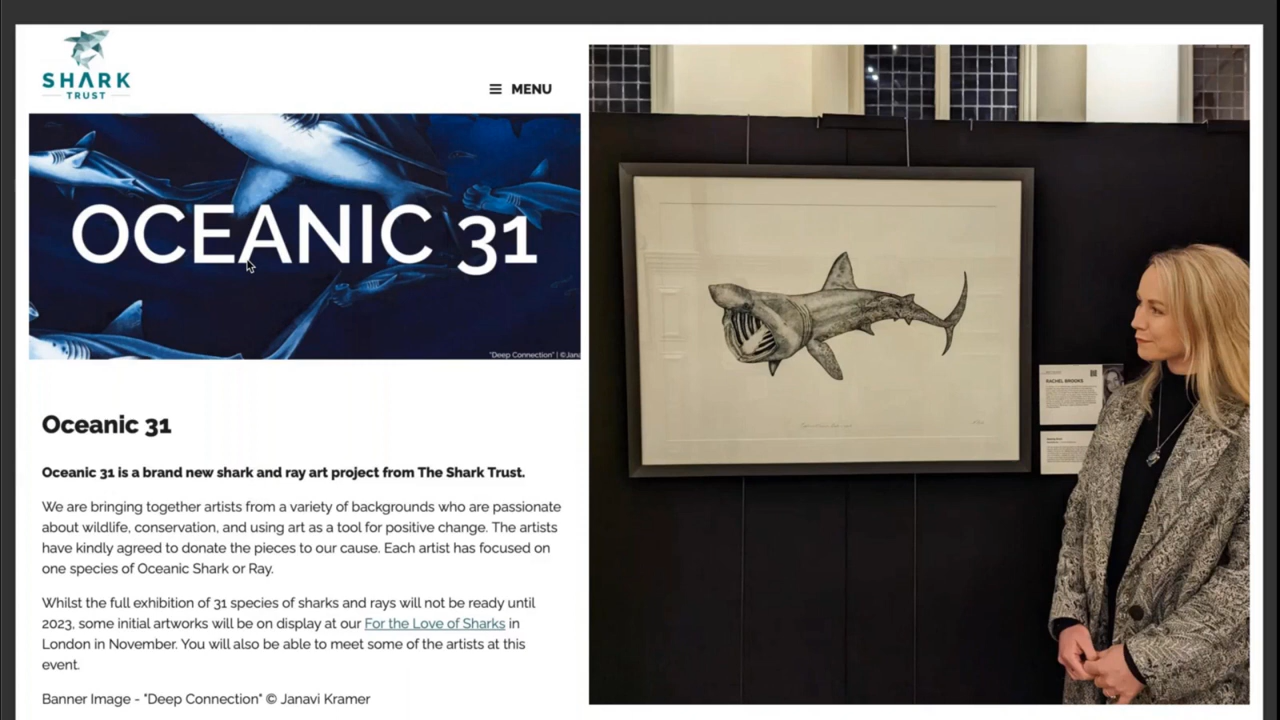 SHARK
TRUST
MENU
OCEANIC 31
"Deep Connection" | ©Jana
Oceanic 31
Oceanic 31 is a brand new shark and ray art project from The Shark Trust.
We are bringing together artists from a variety of backgrounds who are passionate
about wildlife, conservation, and using art as a tool for positive change. The artists
have kindly agreed to donate the pieces to our cause. Each artist has focused on
one species of Oceanic Shark or Ray.
Whilst the full exhibition of 31 species of sharks and rays will not be ready until
2023, some initial artworks will be on display at our For the Love of Sharks in
London in November. You will also be able to meet some of the artists at this
event.
Banner Image - "Deep Connection" © Janavi Kramer
RACHEL BROOKS